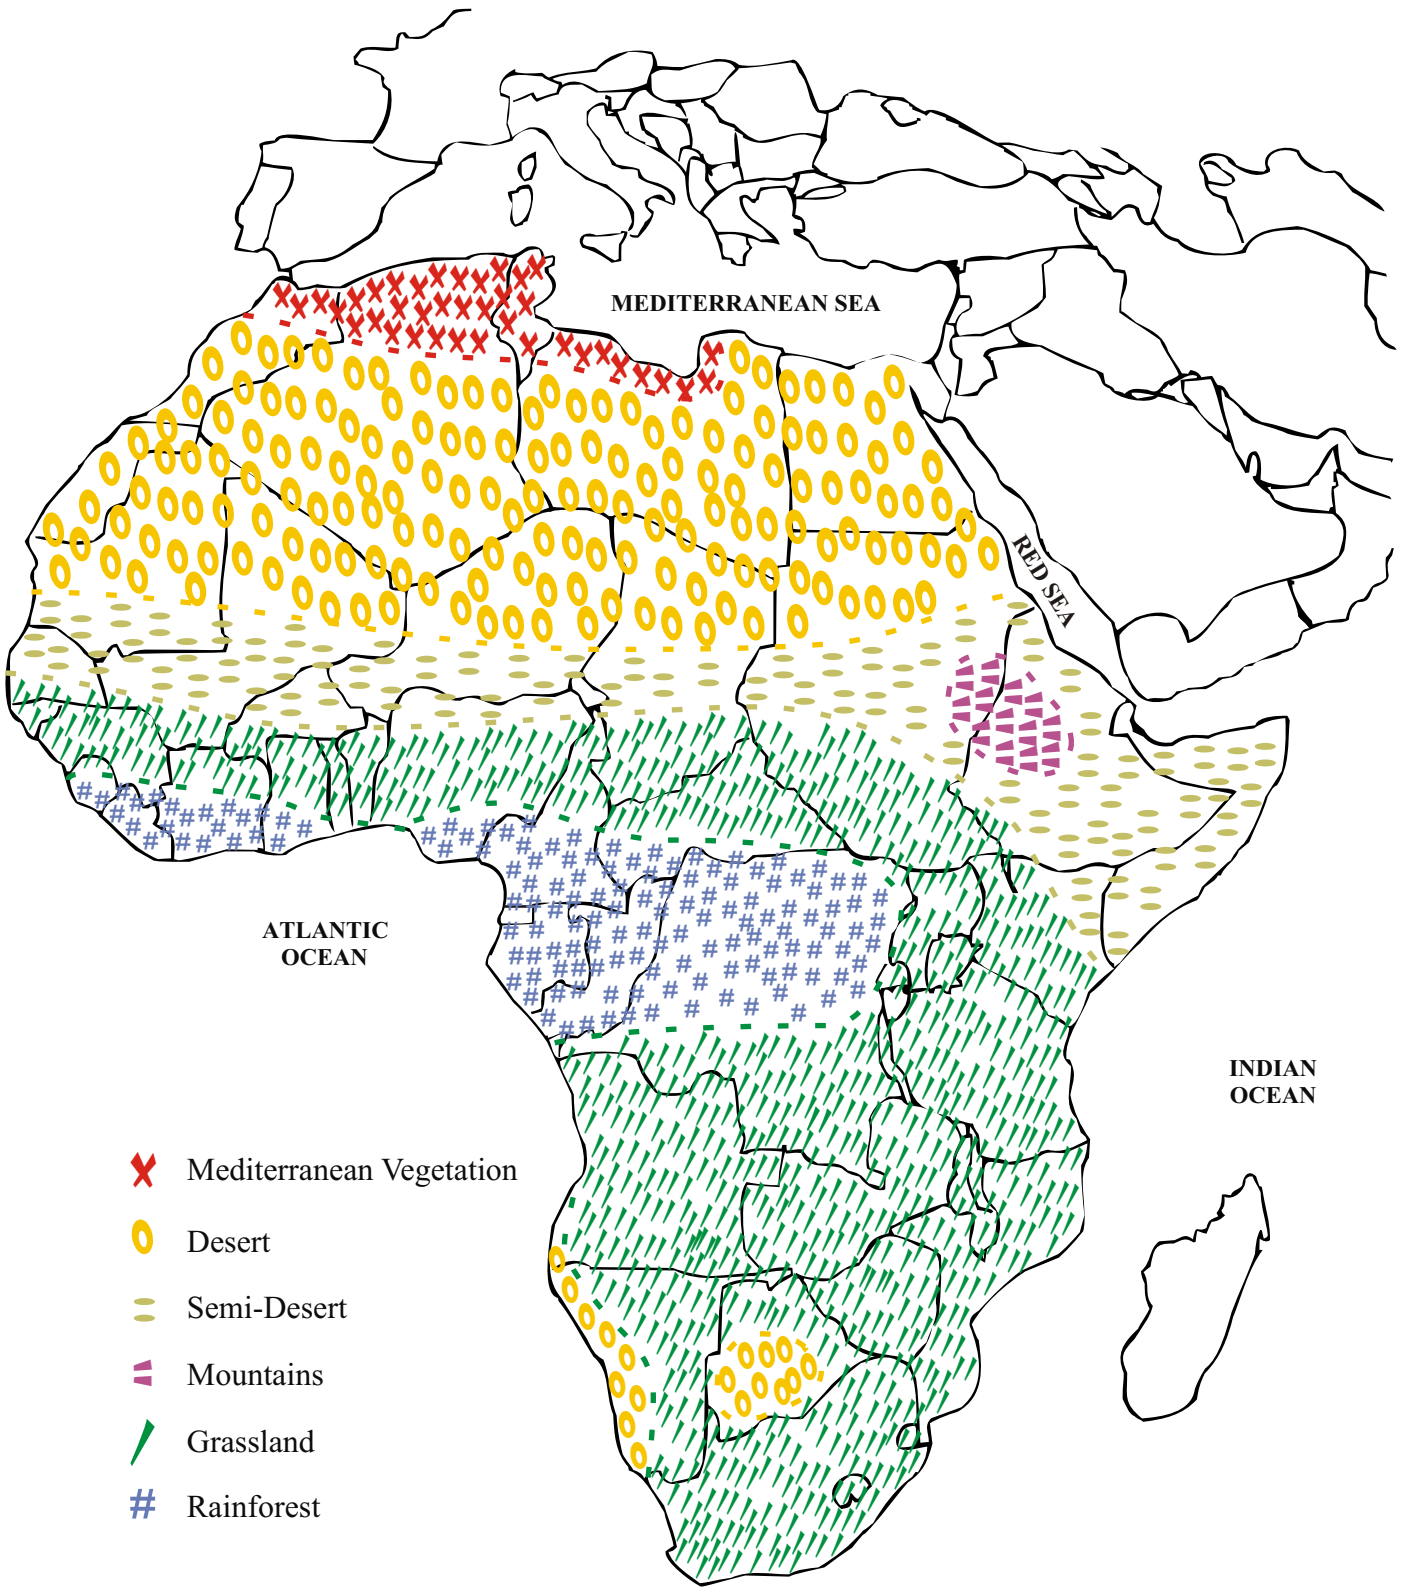 MEDITERRANEAN SEA
RED SEA
ATLANTIC
OCEAN
INDIAN
OCEAN
Mediterranean Vegetation
Desert
Semi-Desert
Mountains
Grassland
Rainforest